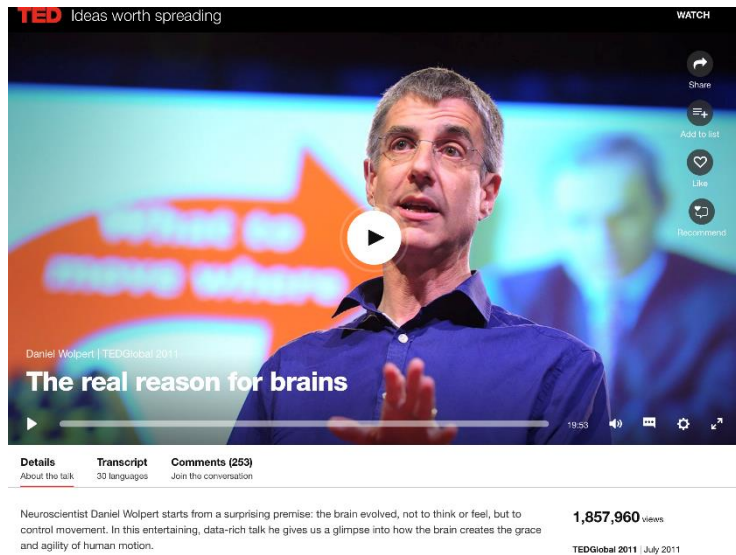 TED Ideas worth spreading
WATCH
Share
Add to list
Like
Recommend
What to
move where
Daniel Wolpert | TEDGlobal 2011
The real reason for brains
19:53
Details
About the talk
Transcript
30 languages
Comments (253)
Join the conversation
Neuroscientist Daniel Wolpert starts from a surprising premise: the brain evolved, not to think or feel, but to
control movement. In this entertaining, data-rich talk he gives us a glimpse into how the brain creates the grace
and agility of human motion.
1,857,960 views
TEDGlobal 2011 | July 2011